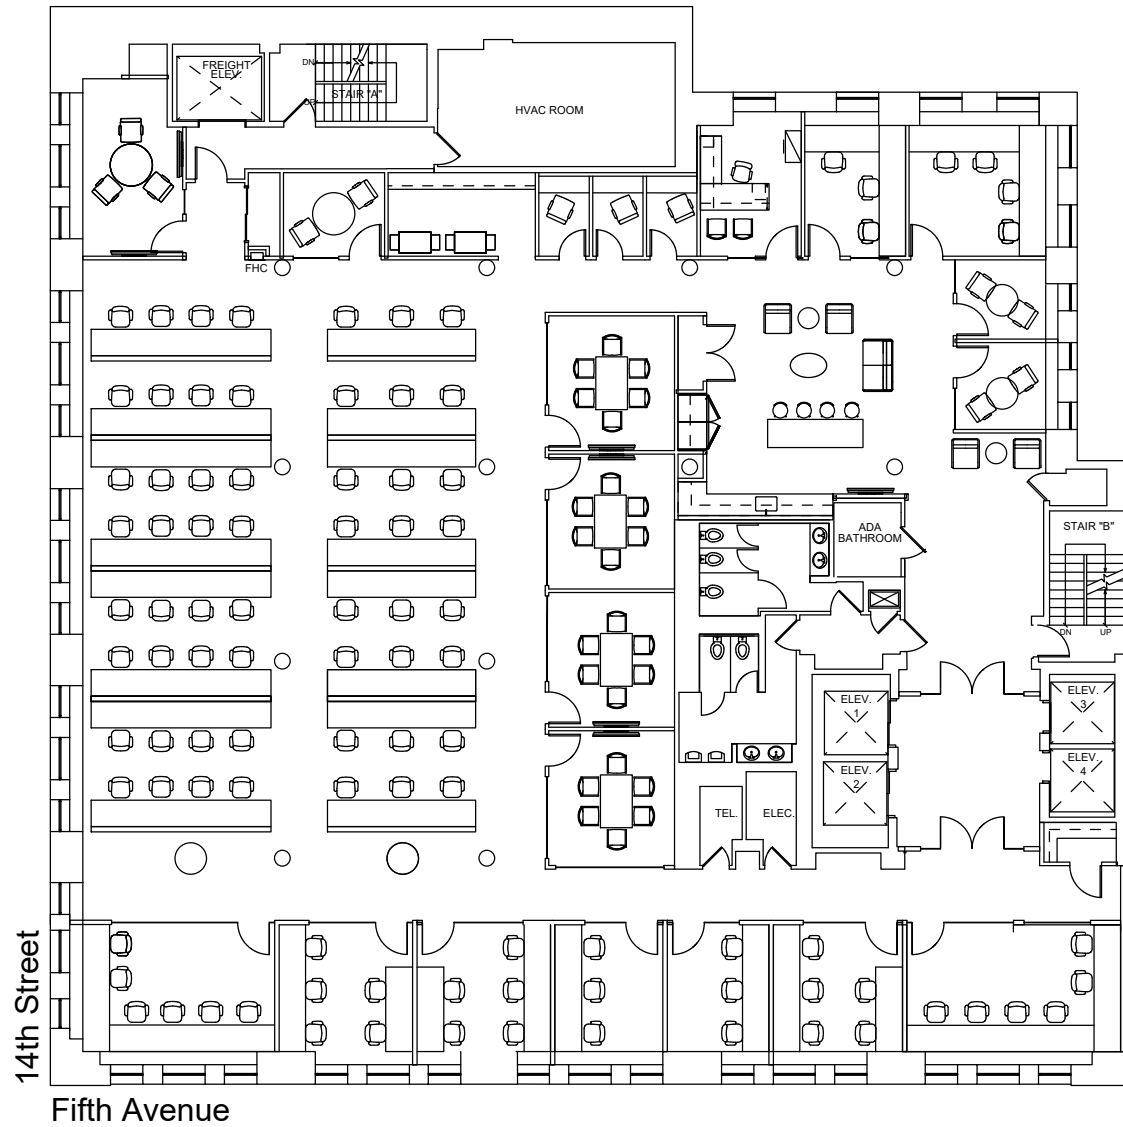 FREIGHT
ELEV.
DN
STAIR "A"
UP
HVAC ROOM
FHC
ADA
BATHROOM
STAIR "B"
DN
UP
ELEV.
1
ELEV.
2
ELEV.
3
ELEV.
4
TEL.
ELEC.
14th Street
Fifth Avenue